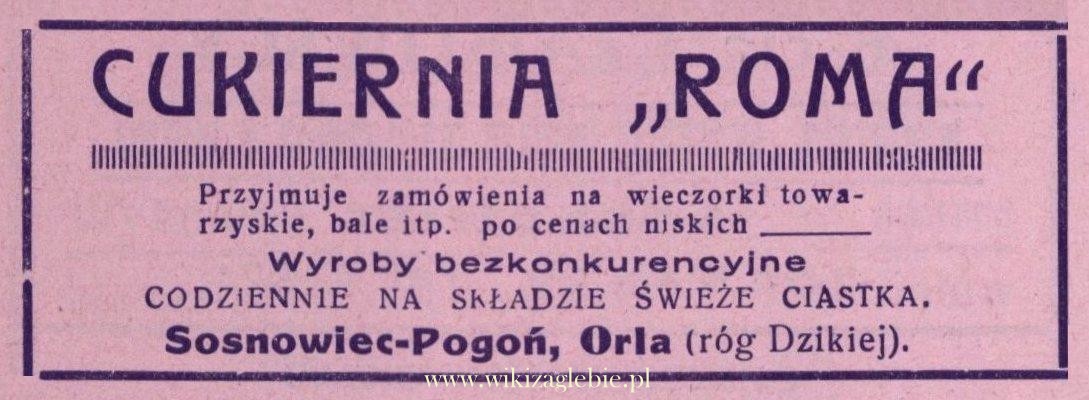 CUKIERNIA „ROMA“
Przyjmuje zamówienia na wieczorki towa-
rzyskie, bale itp. po cenach niskich
Wyroby bezkonkurencyjne
CODZIENNIE NA SKŁADZIE ŚWIEŻE CIASTKA.
Sosnowiec-Pogoń, Orla (róg Dzikiej).
www.wikizaglebie.pl